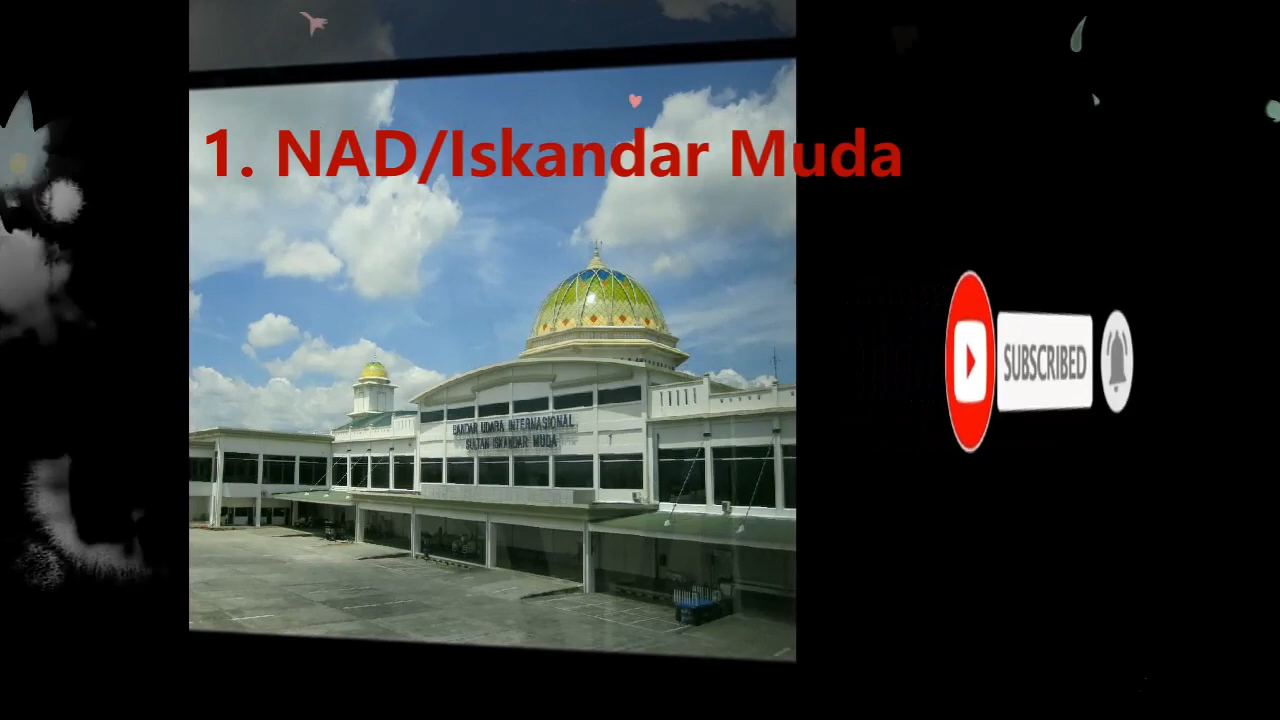 1. NAD/Iskandar Muda
BANDAR UDARA INTERNASIONAL
SULTAN ISKANDAR MUDA
SUBSCRIBED